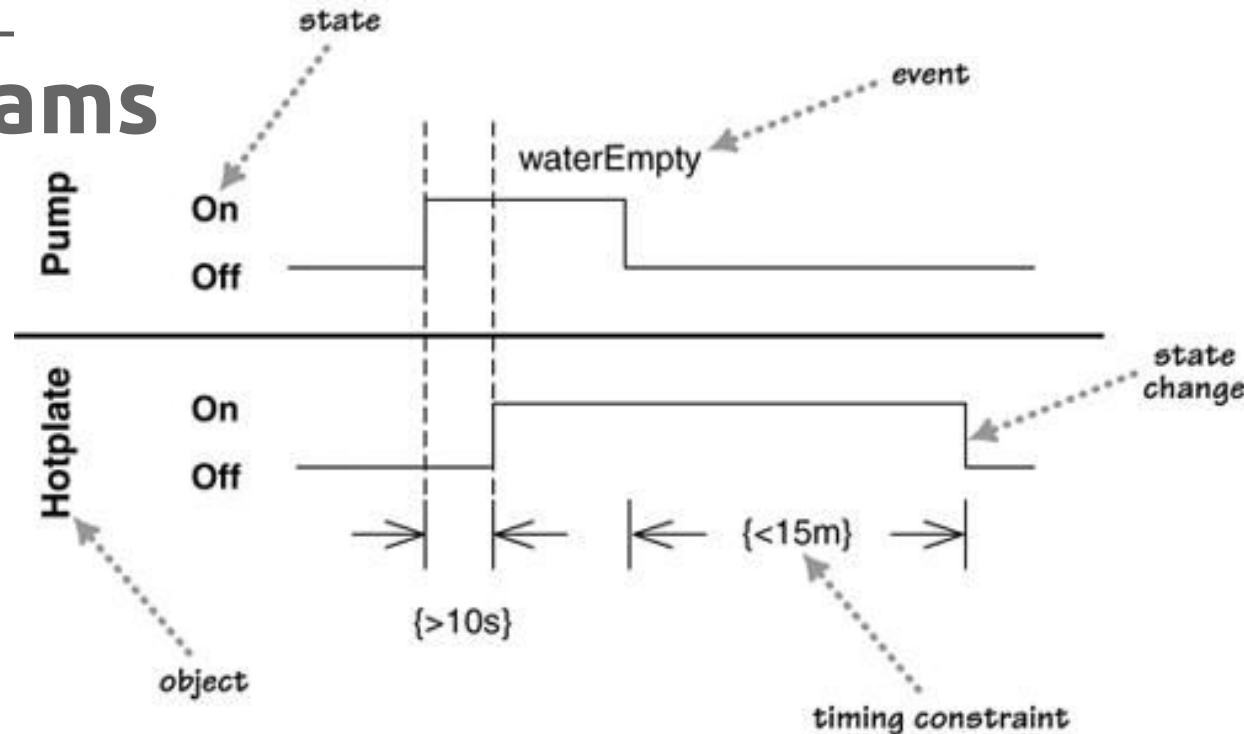 state
ams
event
waterEmpty
Pump
On
Off
state
change
Hotplate
On
Off
{<15m}
{>10s}
object
timing constraint